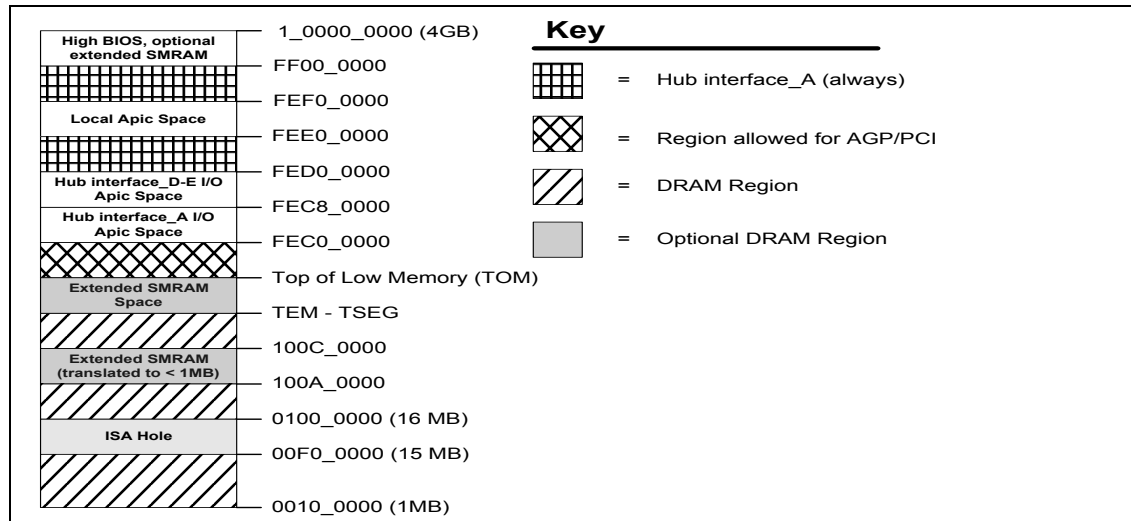 High BIOS, optional
extended SMRAM
Local Apic Space
Hub interface_D-E I/O
Apic Space
Hub interface_A I/O
Apic Space
Extended SMRAM
Space
Extended SMRAM
(translated to < 1MB)
ISA Hole
1_0000_0000 (4GB)
FF00_0000
FEF0_0000
FEE0_0000
FED0_0000
FEC8_0000
FEC0_0000
Top of Low Memory (TOM)
TEM - TSEG
100C_0000
100A_0000
0100_0000 (16 MB)
00F0_0000 (15 MB)
0010_0000 (1MB)
Key
= Hub interface_A (always)
= Region allowed for AGP/PCI
= DRAM Region
= Optional DRAM Region